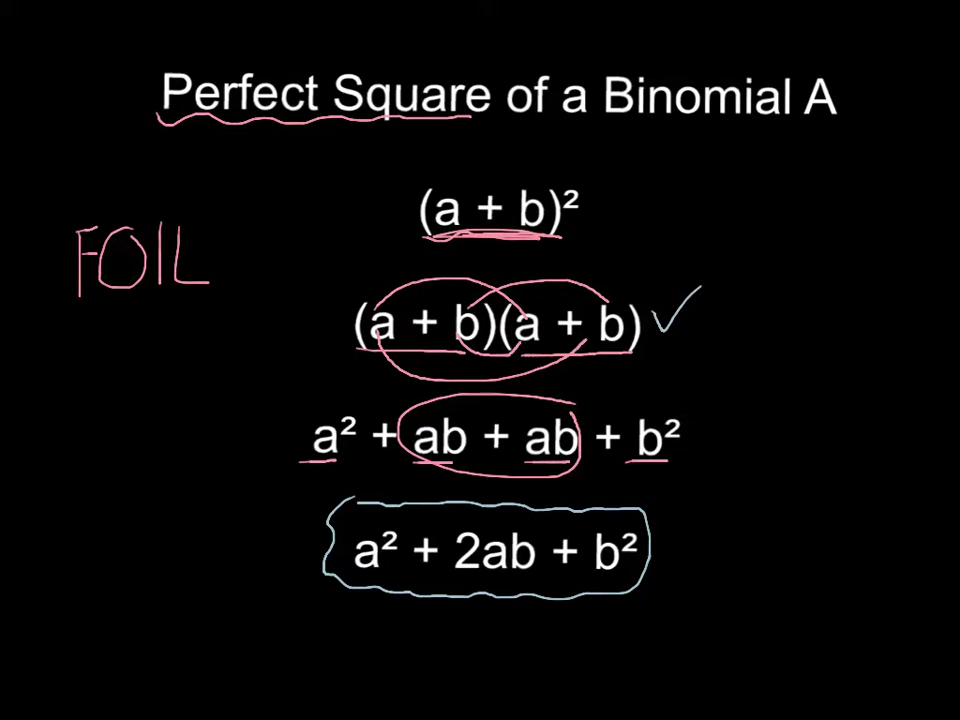 Perfect Square of a Binomial A
(a + b)²
FOIL
(a + b)(a + b)
a² + ab + ab + b²
a² + 2ab + b²